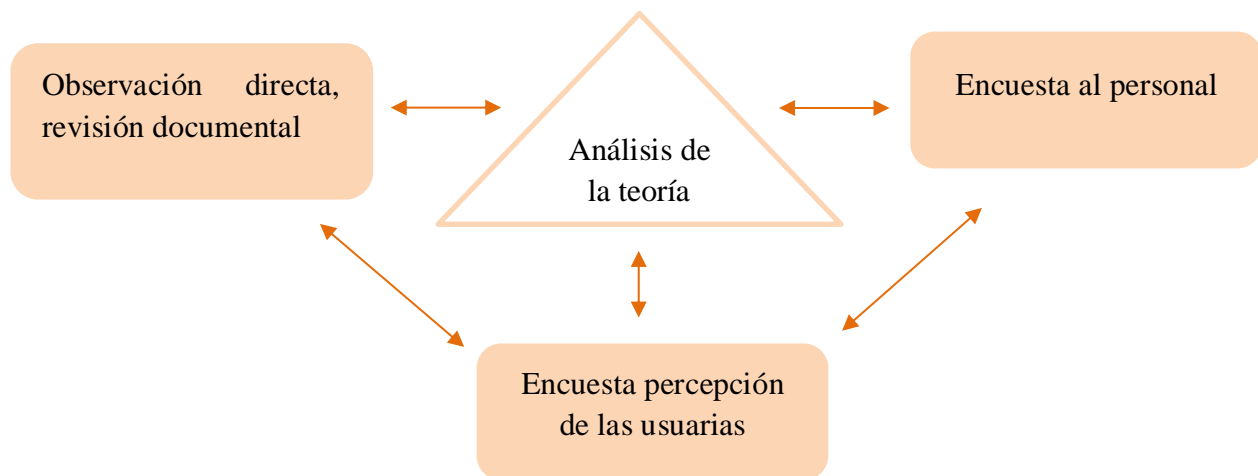 Observación directa,
revisión documental
Encuesta al personal
Análisis de
la teoría
Encuesta percepción
de las usuarias